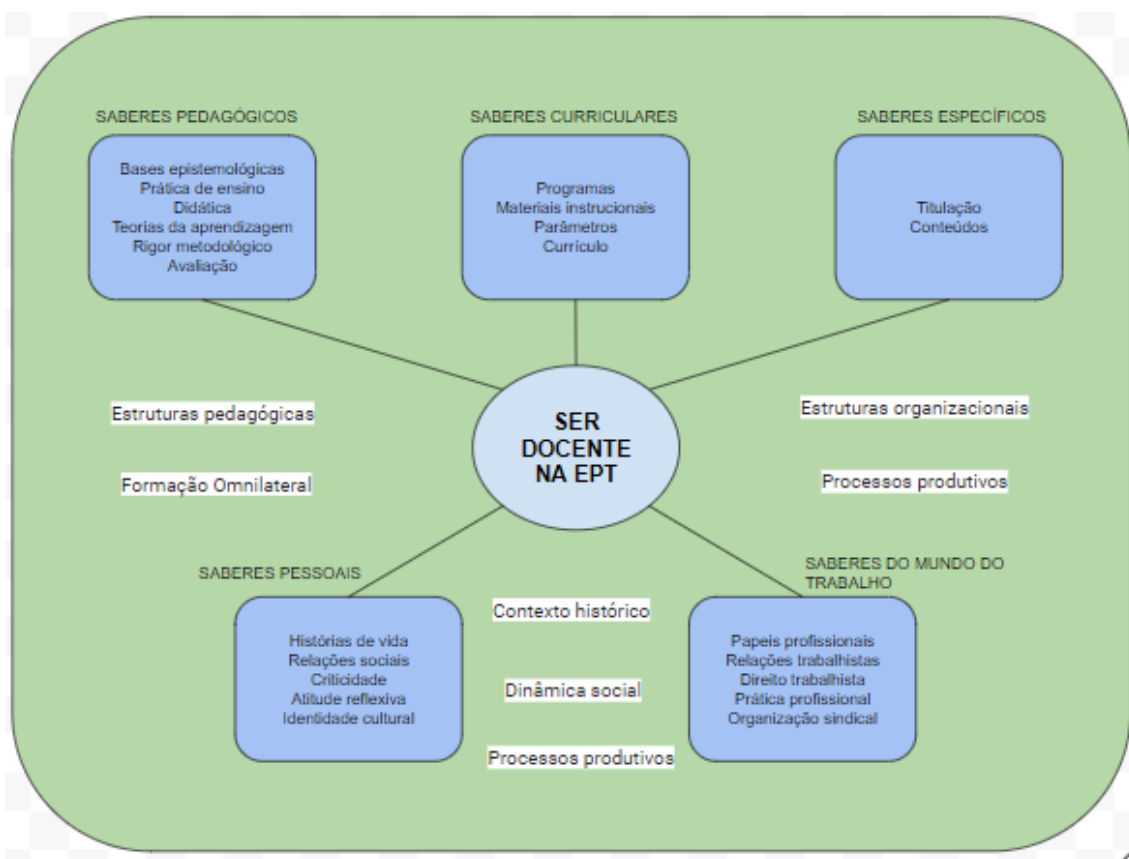 SABERES PEDAGÓGICOS
Bases epistemológicas
Prática de ensino
Didática
Teorias da aprendizagem
Rigor metodológico
Avaliação
SABERES CURRICULARES
Programas
Materiais instrucionais
Parâmetros
Currículo
SABERES ESPECÍFICOS
Titulação
Conteúdos
Estruturas pedagógicas
Formação Omnilateral
SER
DOCENTE
NA EPT
Estruturas organizacionais
Processos produtivos
SABERES PESSOAIS
Histórias de vida
Relações sociais
Criticidade
Atitude reflexiva
Identidade cultural
Contexto histórico
Dinâmica social
Processos produtivos
SABERES DO MUNDO DO
TRABALHO
Papeis profissionais
Relações trabalhistas
Direito trabalhista
Prática profissional
Organização sindical